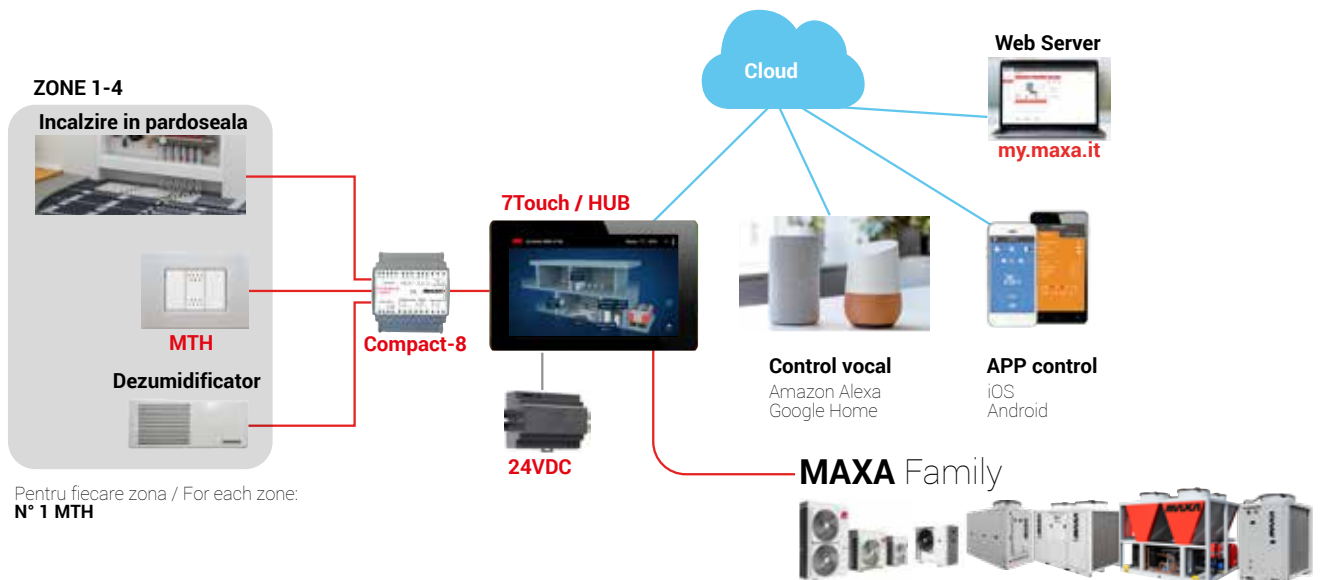 ZONE 1-4
Incalzire in pardoseala
MTH
Dezumidificator
Pentru fiecare zona / For each zone:
N° 1 MTH
Compact-8
7Touch / HUB
24VDC
Cloud
Web Server
my.maxa.it
Control vocal
Amazon Alexa
Google Home
APP control
iOS
Android
MAXA Family
MAXA
MAXA